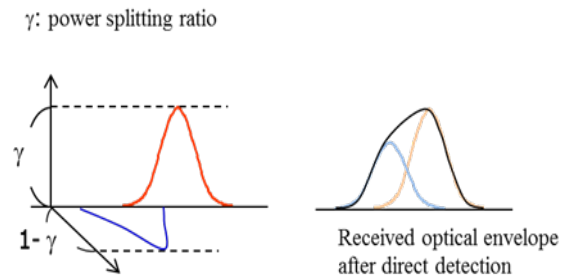 γ: power splitting ratio
γ
1- γ
Received optical envelope
after direct detection